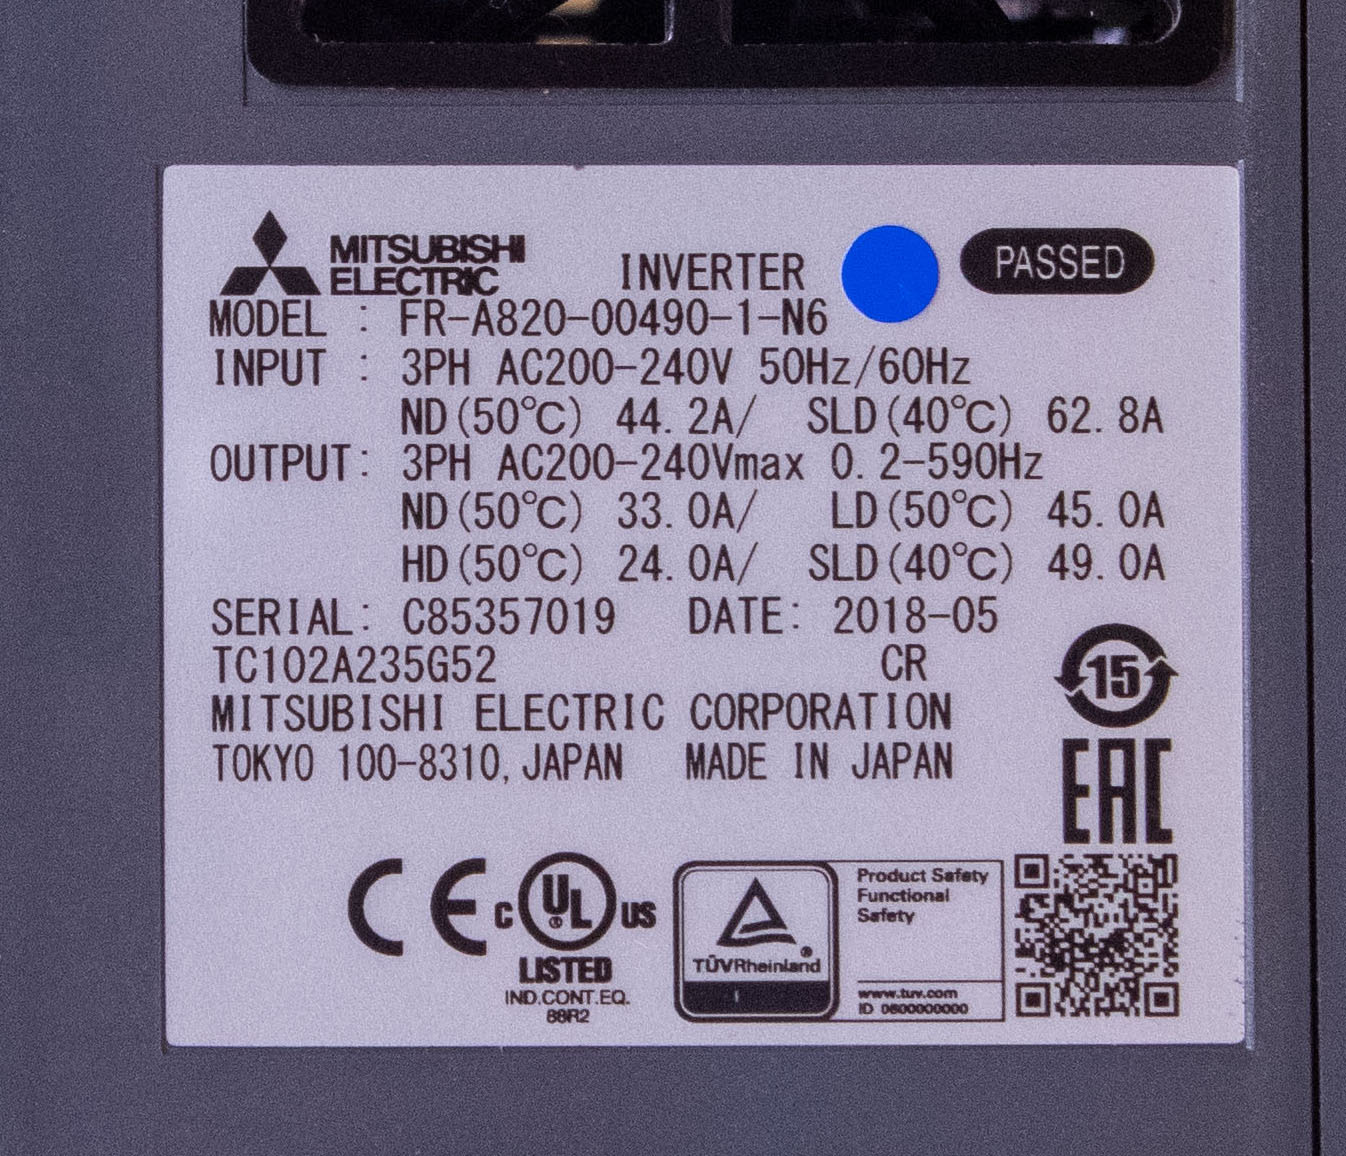 MITSUBISHI
ELECTRIC
INVERTER
PASSED
MODEL : FR-A820-00490-1-N6
INPUT : 3PH AC200-240V 50Hz/60Hz
ND(50℃) 44.2A/ SLD(40℃) 62.8A
OUTPUT: 3PH AC200-240Vmax 0.2-590Hz
ND(50℃) 33.0A/ LD(50℃) 45.0A
HD(50℃) 24.0A/ SLD(40℃) 49.0A
SERIAL: C85357019 DATE: 2018-05
TC102A235G52 CR
15
MITSUBISHI ELECTRIC CORPORATION
TOKYO 100-8310, JAPAN MADE IN JAPAN
EAC
CE
C UL ® US
LISTED
IND.CONT.EQ.
88R2
TÜVRheinland ®
Product Safety
Functional
Safety
www.tuv.com
ID 0600000000